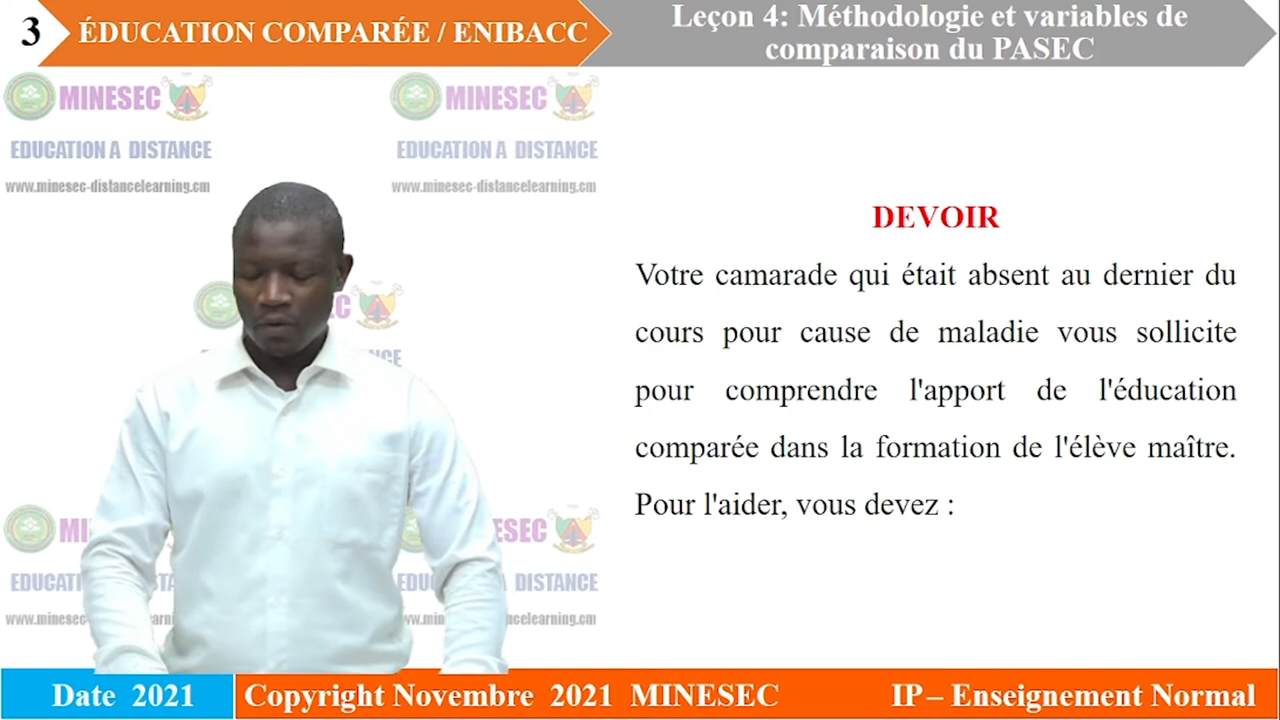 3
ÉDUCATION COMPARÉE / ENIBACC
Leçon 4: Méthodologie et variables de
comparaison du PASEC
MINESEC
MINESEC
EDUCATION A DISTANCE
EDUCATION A DISTANCE
www.minesec-distancelearning.cm
www.minesec-distancelearning.cm
DEVOIR
Votre camarade qui était absent au dernier du
cours pour cause de maladie vous sollicite
pour comprendre l'apport de l'éducation
comparée dans la formation de l'élève maître.
Pour l'aider, vous devez :
DISTANCE
Date 2021
Copyright Novembre 2021 MINESEC
IP – Enseignement Normal